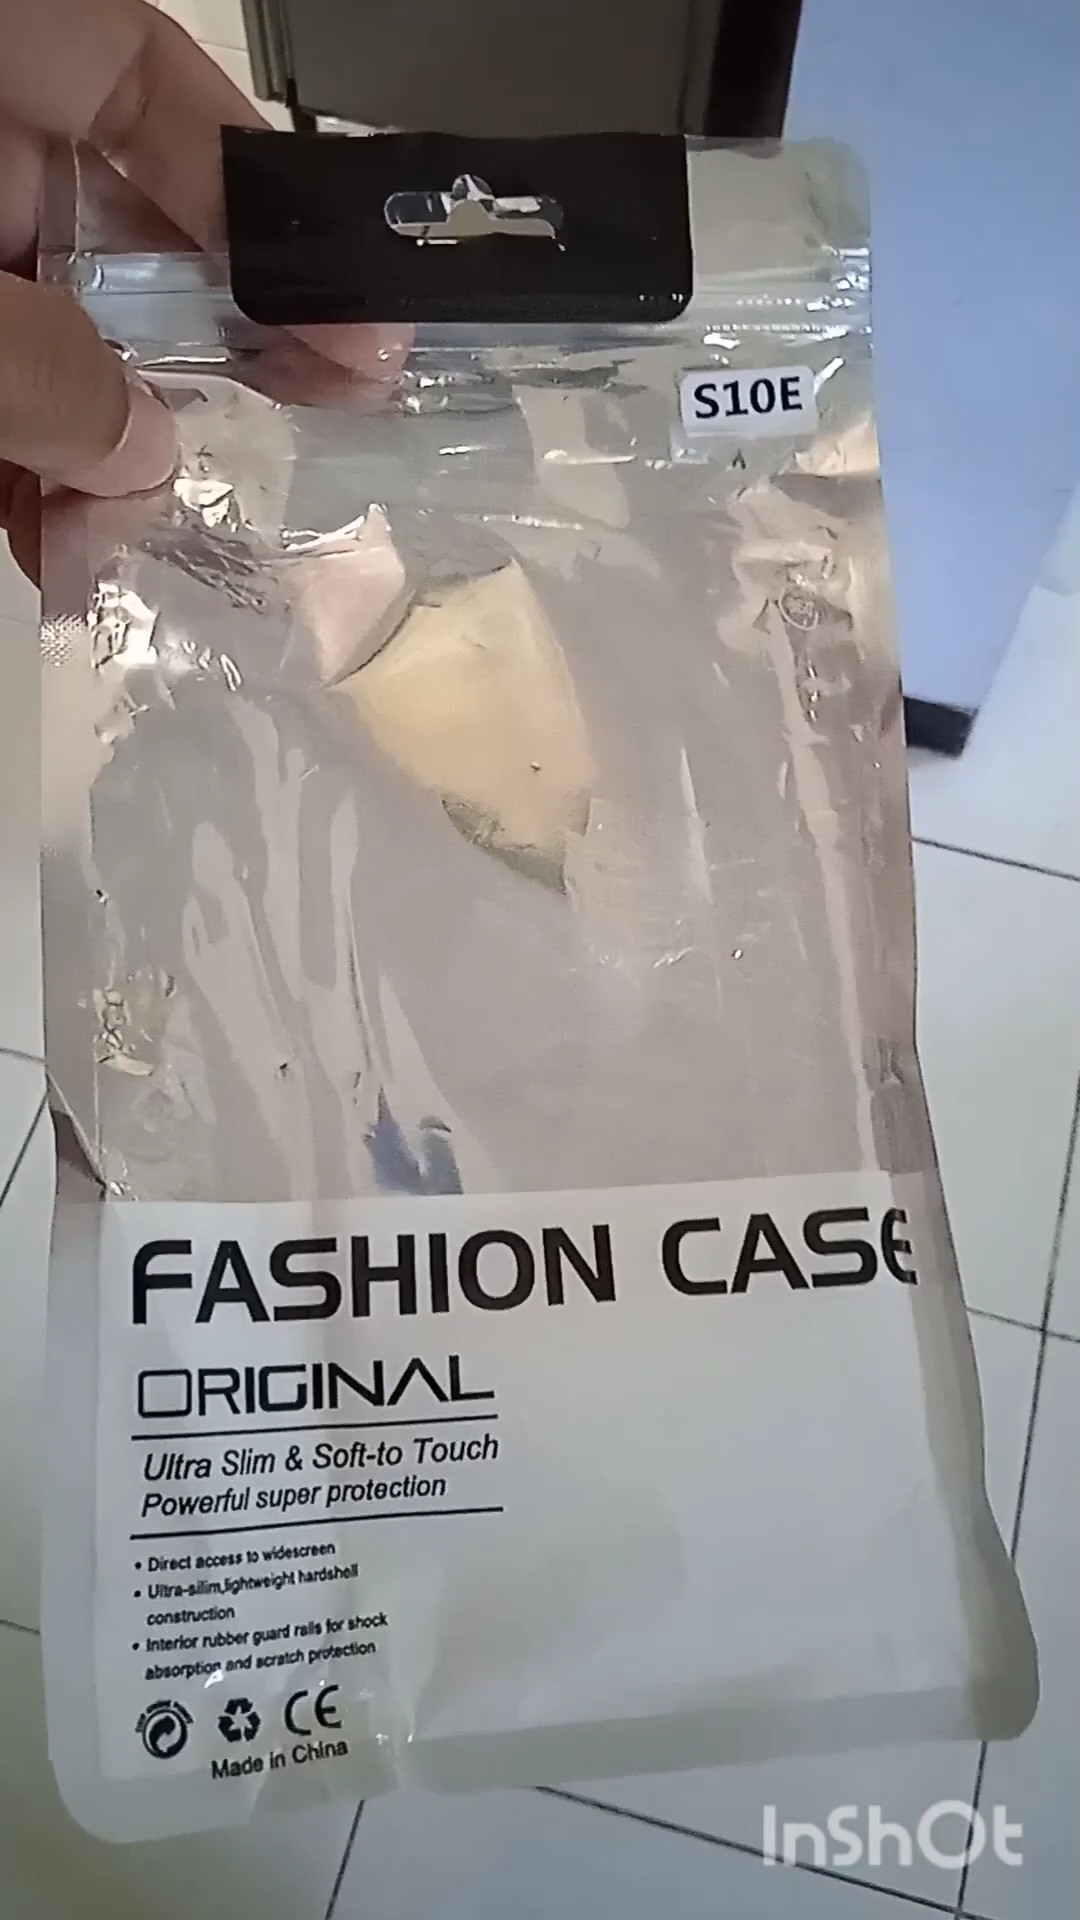 S10E
FASHION CASE
ORIGINAL
Ultra Slim & Soft-to Touch
Powerful super protection
• Direct access to widescreen
• Ultra-silim,lightweight hardshell
construction
• Interior rubber guard rails for shock
absorption and scratch protection
CE
Made in China
InShOt